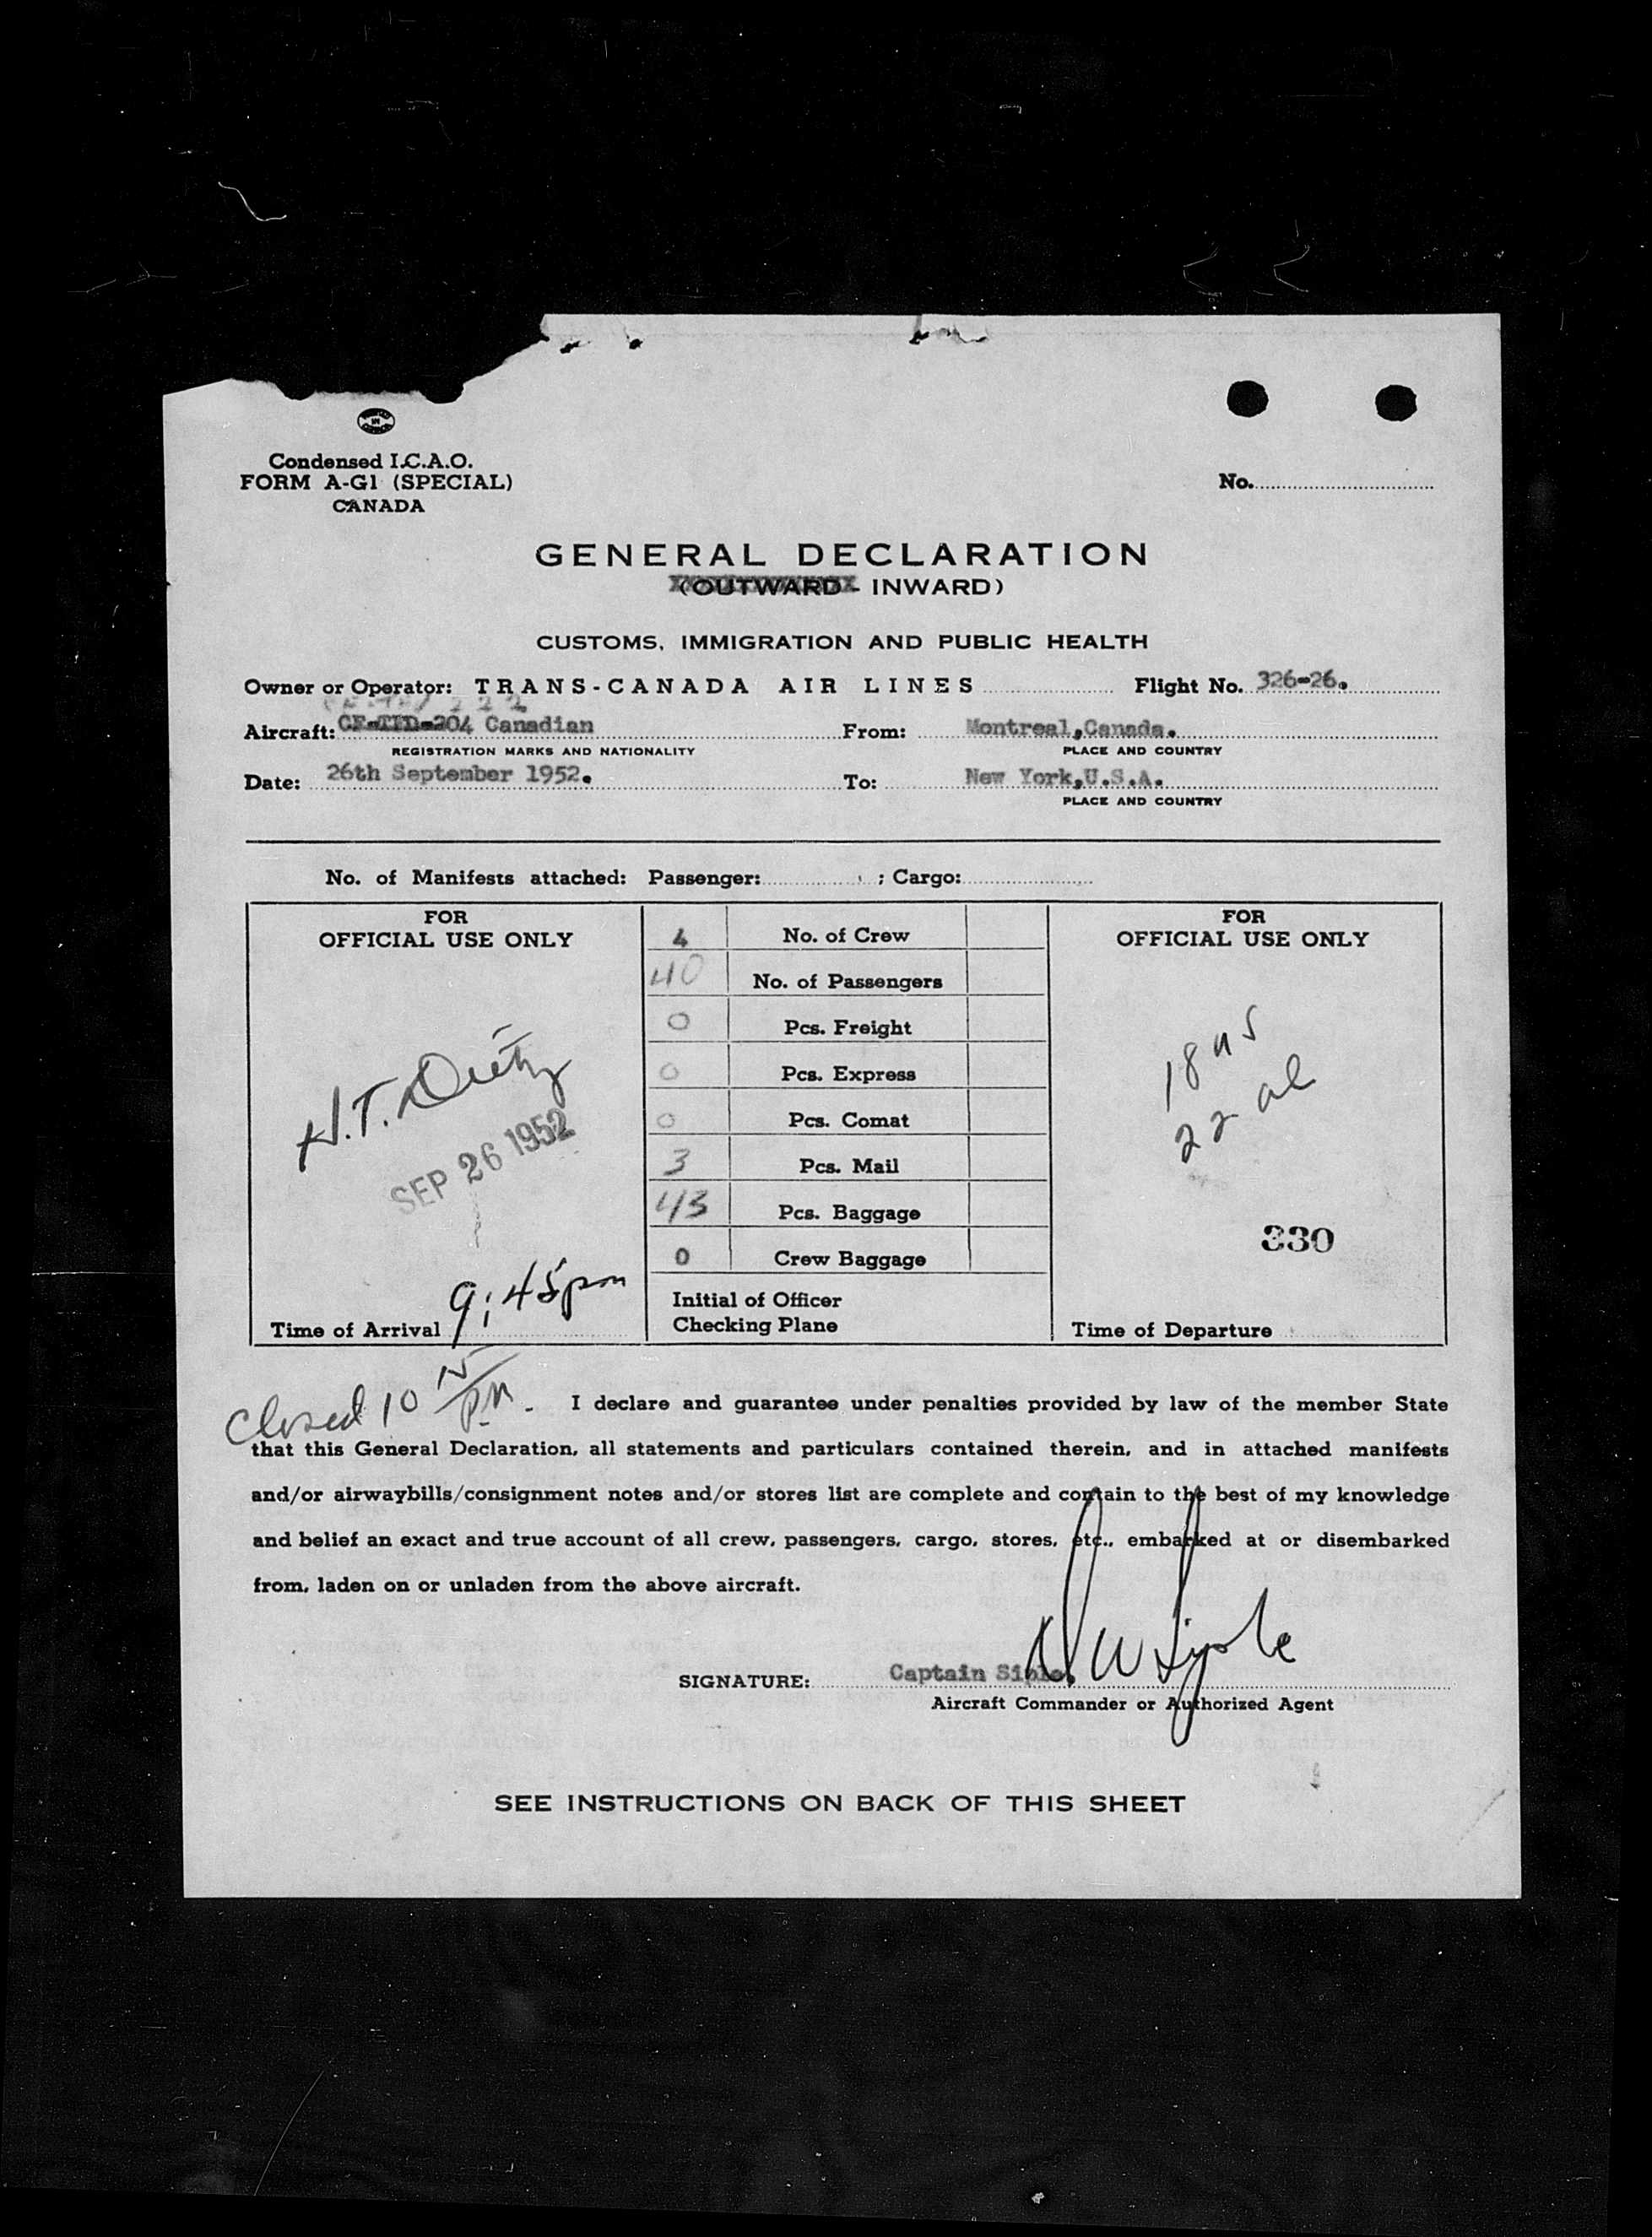 Condensed I.C.A.O.
FORM A-G1 (SPECIAL)
CANADA
No.
GENERAL DECLARATION
(OUTWARD - INWARD)
CUSTOMS, IMMIGRATION AND PUBLIC HEALTH
Owner or Operator: TRANS-CANADA AIR LINES Flight No. 326-26.
Aircraft: CF-TID-204 Canadian From: Montreal,Canada.
REGISTRATION MARKS AND NATIONALITY PLACE AND COUNTRY
Date: 26th September 1952. To: New York,U.S.A.
PLACE AND COUNTRY
No. of Manifests attached: Passenger: ; Cargo:
FOR
OFFICIAL USE ONLY
H.T. Dietz
SEP 26 1952
Time of Arrival 9:45pm
4 No. of Crew
40 No. of Passengers
0 Pcs. Freight
0 Pcs. Express
0 Pcs. Comat
3 Pcs. Mail
43 Pcs. Baggage
0 Crew Baggage
Initial of Officer
Checking Plane
FOR
OFFICIAL USE ONLY
18 us
22 al
330
Time of Departure
Closed 10 15 P.M.
I declare and guarantee under penalties provided by law of the member State
that this General Declaration, all statements and particulars contained therein, and in attached manifests
and/or airwaybills/consignment notes and/or stores list are complete and contain to the best of my knowledge
and belief an exact and true account of all crew, passengers, cargo, stores, etc., embarked at or disembarked
from, laden on or unladen from the above aircraft.
SIGNATURE: Captain Siple.
Aircraft Commander or Authorized Agent
SEE INSTRUCTIONS ON BACK OF THIS SHEET